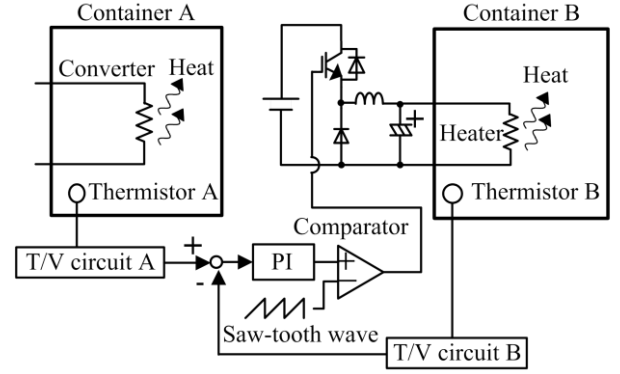 Container A
Container B
Converter
Heat
Heat
Heater
Thermistor A
Thermistor B
Comparator
T/V circuit A
+
-
PI
+
−
+
Saw-tooth wave
T/V circuit B